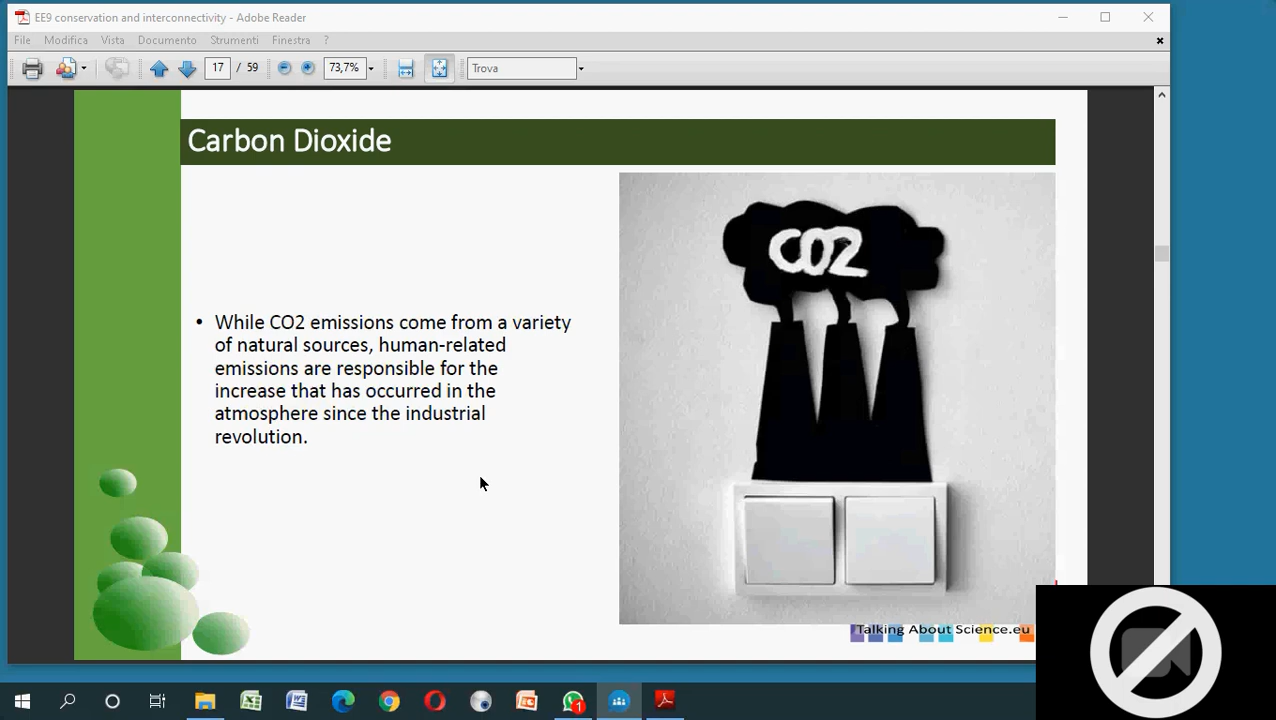 EE9 conservation and interconnectivity - Adobe Reader
File Modifica Vista Documento Strumenti Finestra ?
17 / 59 73,7% Trova
Carbon Dioxide
CO2
• While CO2 emissions come from a variety
of natural sources, human-related
emissions are responsible for the
increase that has occurred in the
atmosphere since the industrial
revolution.
Talking About Science.eu
1